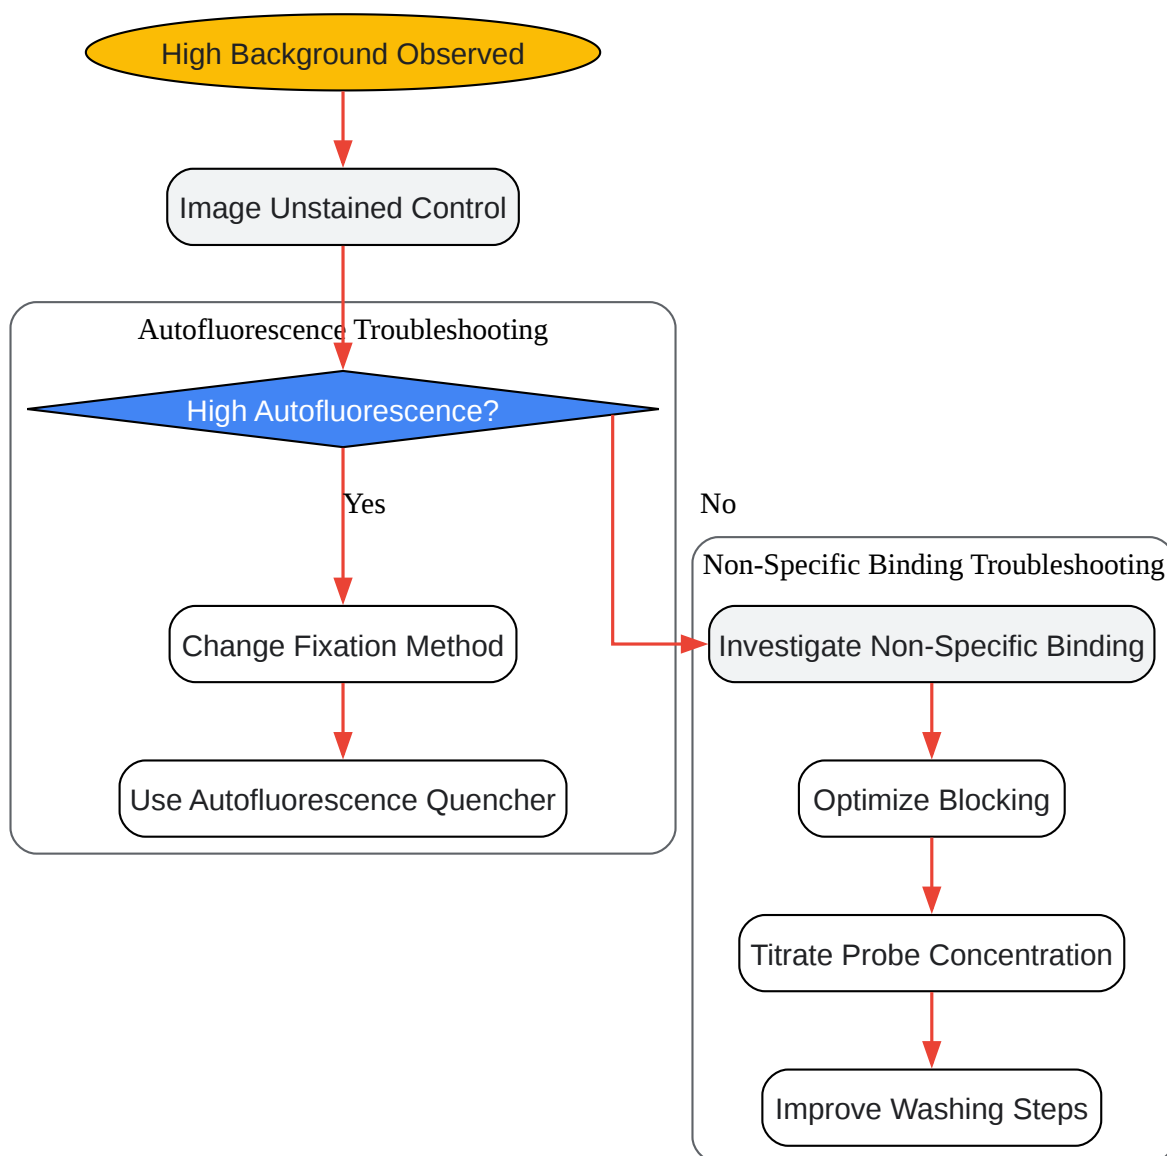 High Background Observed
Image Unstained Control
Autofluorescence Troubleshooting
High Autofluorescence?
Yes
No
Non-Specific Binding Troubleshooting
Change Fixation Method
Investigate Non-Specific Binding
Use Autofluorescence Quencher
Optimize Blocking
Titrate Probe Concentration
Improve Washing Steps